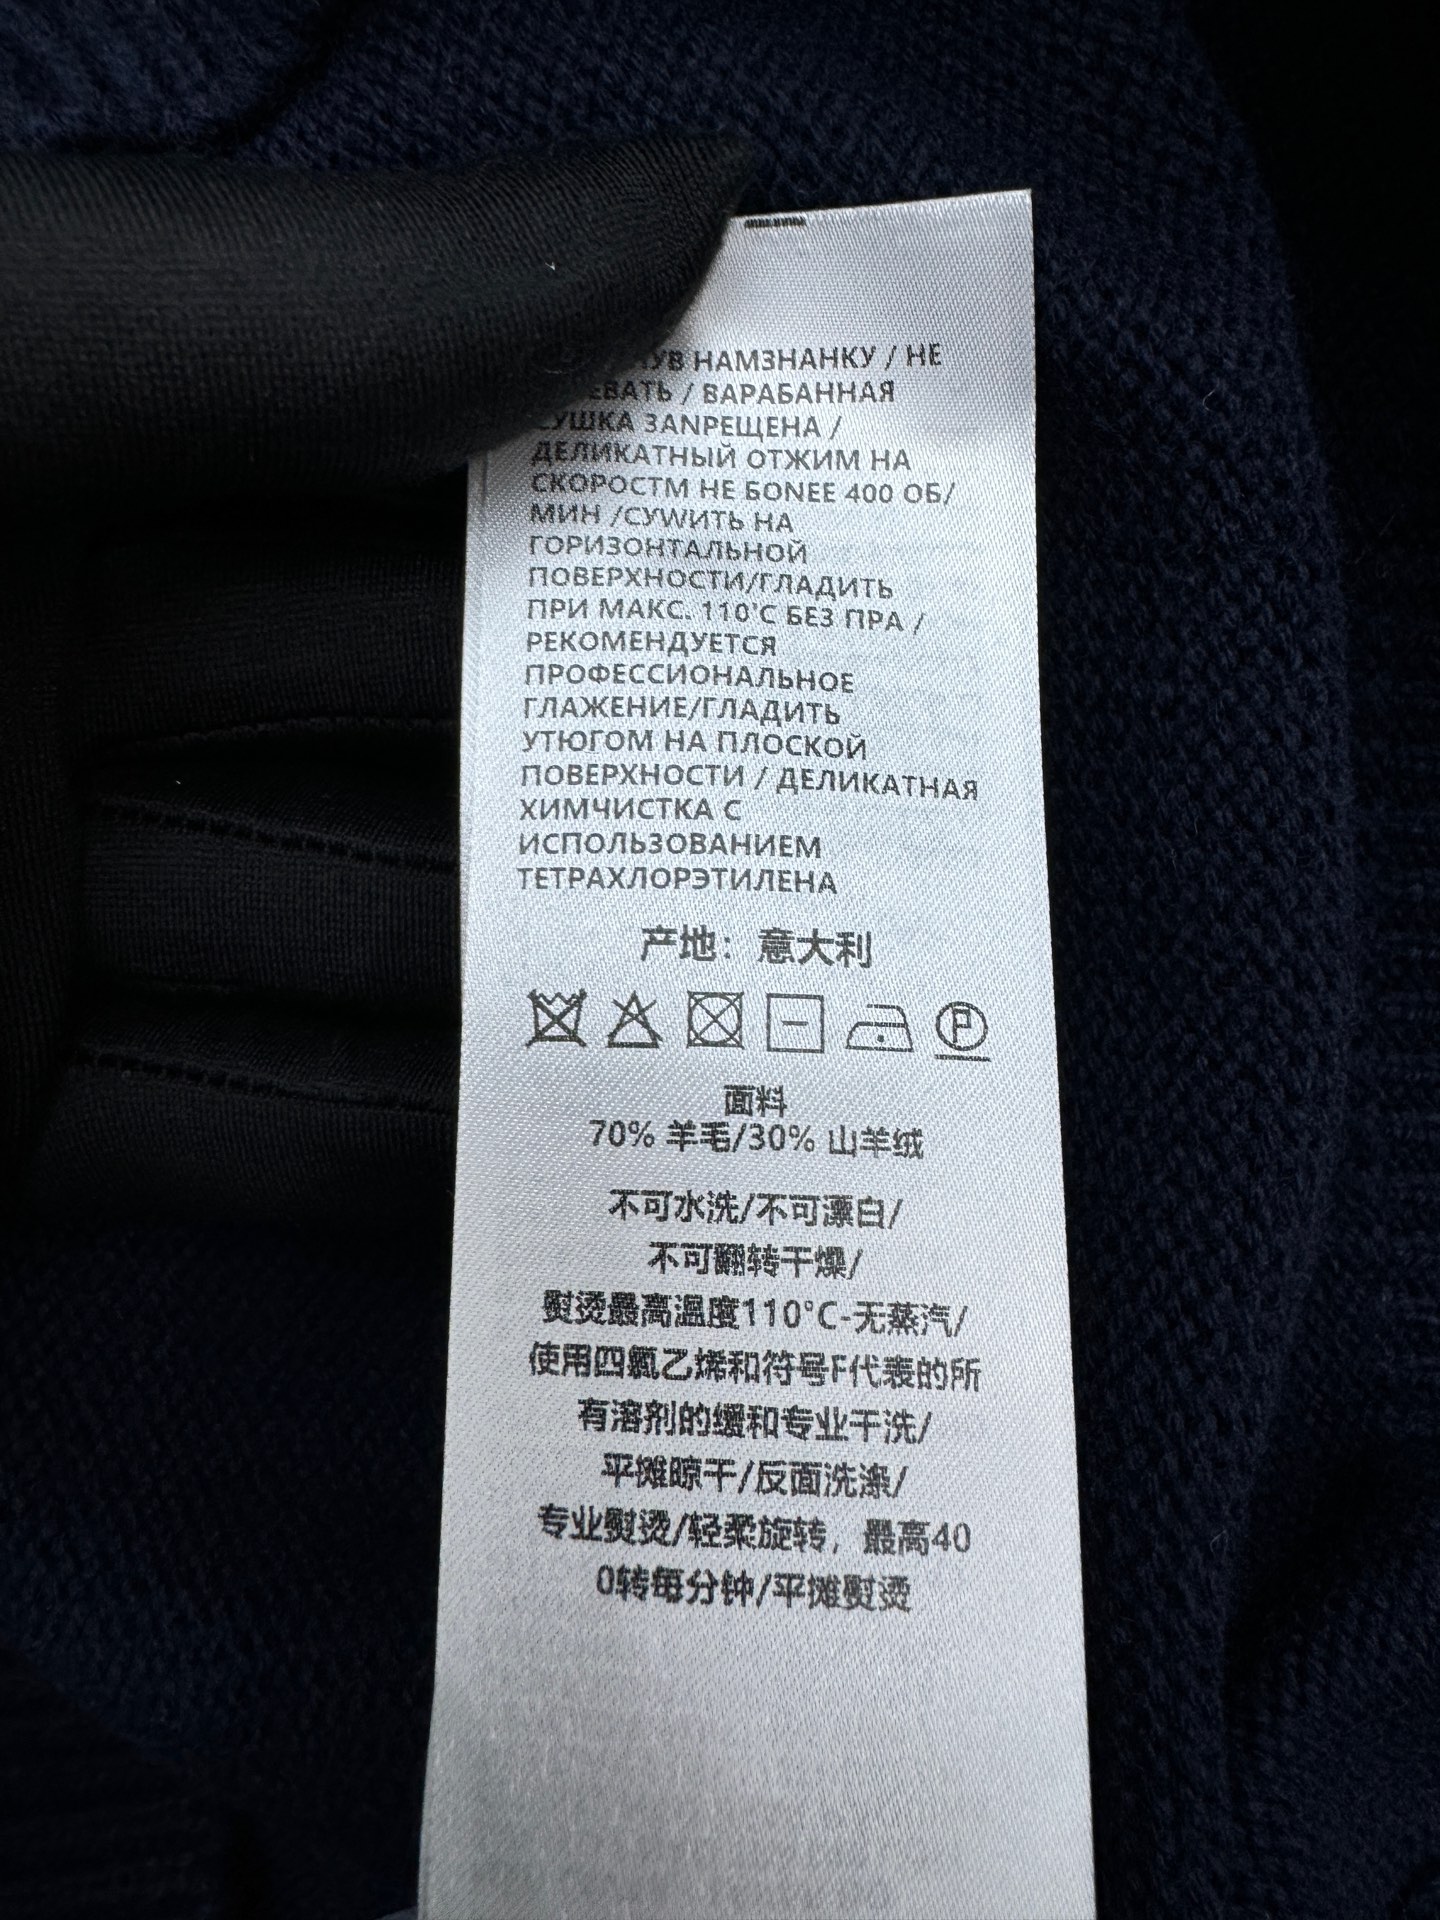 НАМЗНАНКУ / НЕ
/ ВАРАБАННАЯ
СУШКА ЗАNРЕЩЕНА /
ДЕЛИКАТНЫЙ ОТЖИМ НА
СКОРОСТМ НЕ БОNЕЕ 400 ОБ/
МИН /СУWИТЬ НА
ГОРИЗОНТАЛЬНОЙ
ПОВЕРХНОСТИ/ГЛАДИТЬ
ПРИ МАКС. 110'С БЕЗ ПРА /
РЕКОМЕНДУЕТСЯ
ПРОФЕССИОНАЛЬНОЕ
ГЛАЖЕНИЕ/ГЛАДИТЬ
УТЮГОМ НА ПЛОСКОЙ
ПОВЕРХНОСТИ / ДЕЛИКАТНАЯ
ХИМЧИСТКА С
ИСПОЛЬЗОВАНИЕМ
ТЕТРАХЛОРЭТИЛЕНА
产地：意大利
P
面料
70% 羊毛/30% 山羊绒
不可水洗/不可漂白/
不可翻转干燥/
熨烫最高温度110°C-无蒸汽/
使用四氯乙烯和符号F代表的所
有溶剂的缓和专业干洗/
平摊晾干/反面洗涤/
专业熨烫/轻柔旋转，最高40
0转每分钟/平摊熨烫